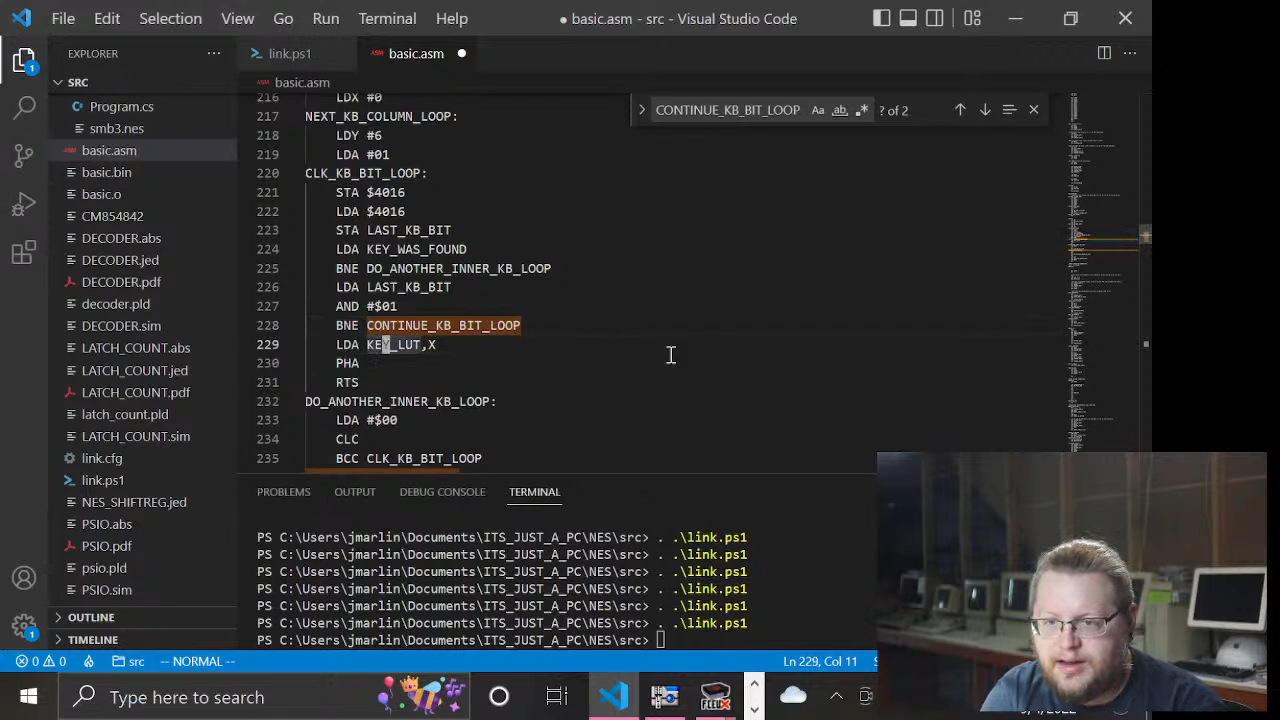 File Edit Selection View Go Run Terminal Help
● basic.asm - src - Visual Studio Code
EXPLORER
link.ps1
ASM basic.asm
SRC
ASM basic.asm
Program.cs
smb3.nes
ASM basic.asm
basic.bin
basic.o
CM854842
DECODER.abs
DECODER.jed
DECODER.pdf
decoder.pld
DECODER.sim
LATCH_COUNT.abs
LATCH_COUNT.jed
LATCH_COUNT.pdf
latch_count.pld
LATCH_COUNT.sim
link.cfg
link.ps1
NES_SHIFTREG.jed
PSIO.abs
PSIO.pdf
psio.pld
PSIO.sim
OUTLINE
TIMELINE
CONTINUE_KB_BIT_LOOP Aa ab ? of 2
216 LDX #0
217 NEXT_KB_COLUMN_LOOP:
218 LDY #6
219 LDA #01
220 CLK_KB_BIT_LOOP:
221 STA $4016
222 LDA $4016
223 STA LAST_KB_BIT
224 LDA KEY_WAS_FOUND
225 BNE DO_ANOTHER_INNER_KB_LOOP
226 LDA LAST_KB_BIT
227 AND #$01
228 BNE CONTINUE_KB_BIT_LOOP
229 LDA KEY_LUT,X
230 PHA
231 RTS
232 DO_ANOTHER_INNER_KB_LOOP:
233 LDA #$00
234 CLC
235 BCC CLK_KB_BIT_LOOP
PROBLEMS OUTPUT DEBUG CONSOLE TERMINAL
PS C:\Users\jmarlin\Documents\ITS_JUST_A_PC\NES\src> . .\link.ps1
PS C:\Users\jmarlin\Documents\ITS_JUST_A_PC\NES\src> . .\link.ps1
PS C:\Users\jmarlin\Documents\ITS_JUST_A_PC\NES\src> . .\link.ps1
PS C:\Users\jmarlin\Documents\ITS_JUST_A_PC\NES\src> . .\link.ps1
PS C:\Users\jmarlin\Documents\ITS_JUST_A_PC\NES\src> . .\link.ps1
PS C:\Users\jmarlin\Documents\ITS_JUST_A_PC\NES\src> . .\link.ps1
PS C:\Users\jmarlin\Documents\ITS_JUST_A_PC\NES\src>
1
1
0 0 src -- NORMAL --
Ln 229, Col 11
Type here to search